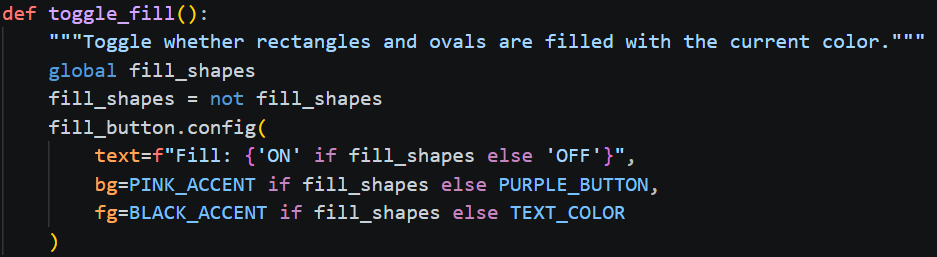 def toggle_fill():
    """Toggle whether rectangles and ovals are filled with the current color."""
    global fill_shapes
    fill_shapes = not fill_shapes
    fill_button.config(
        text=f"Fill: {'ON' if fill_shapes else 'OFF'}",
        bg=PINK_ACCENT if fill_shapes else PURPLE_BUTTON,
        fg=BLACK_ACCENT if fill_shapes else TEXT_COLOR
    )